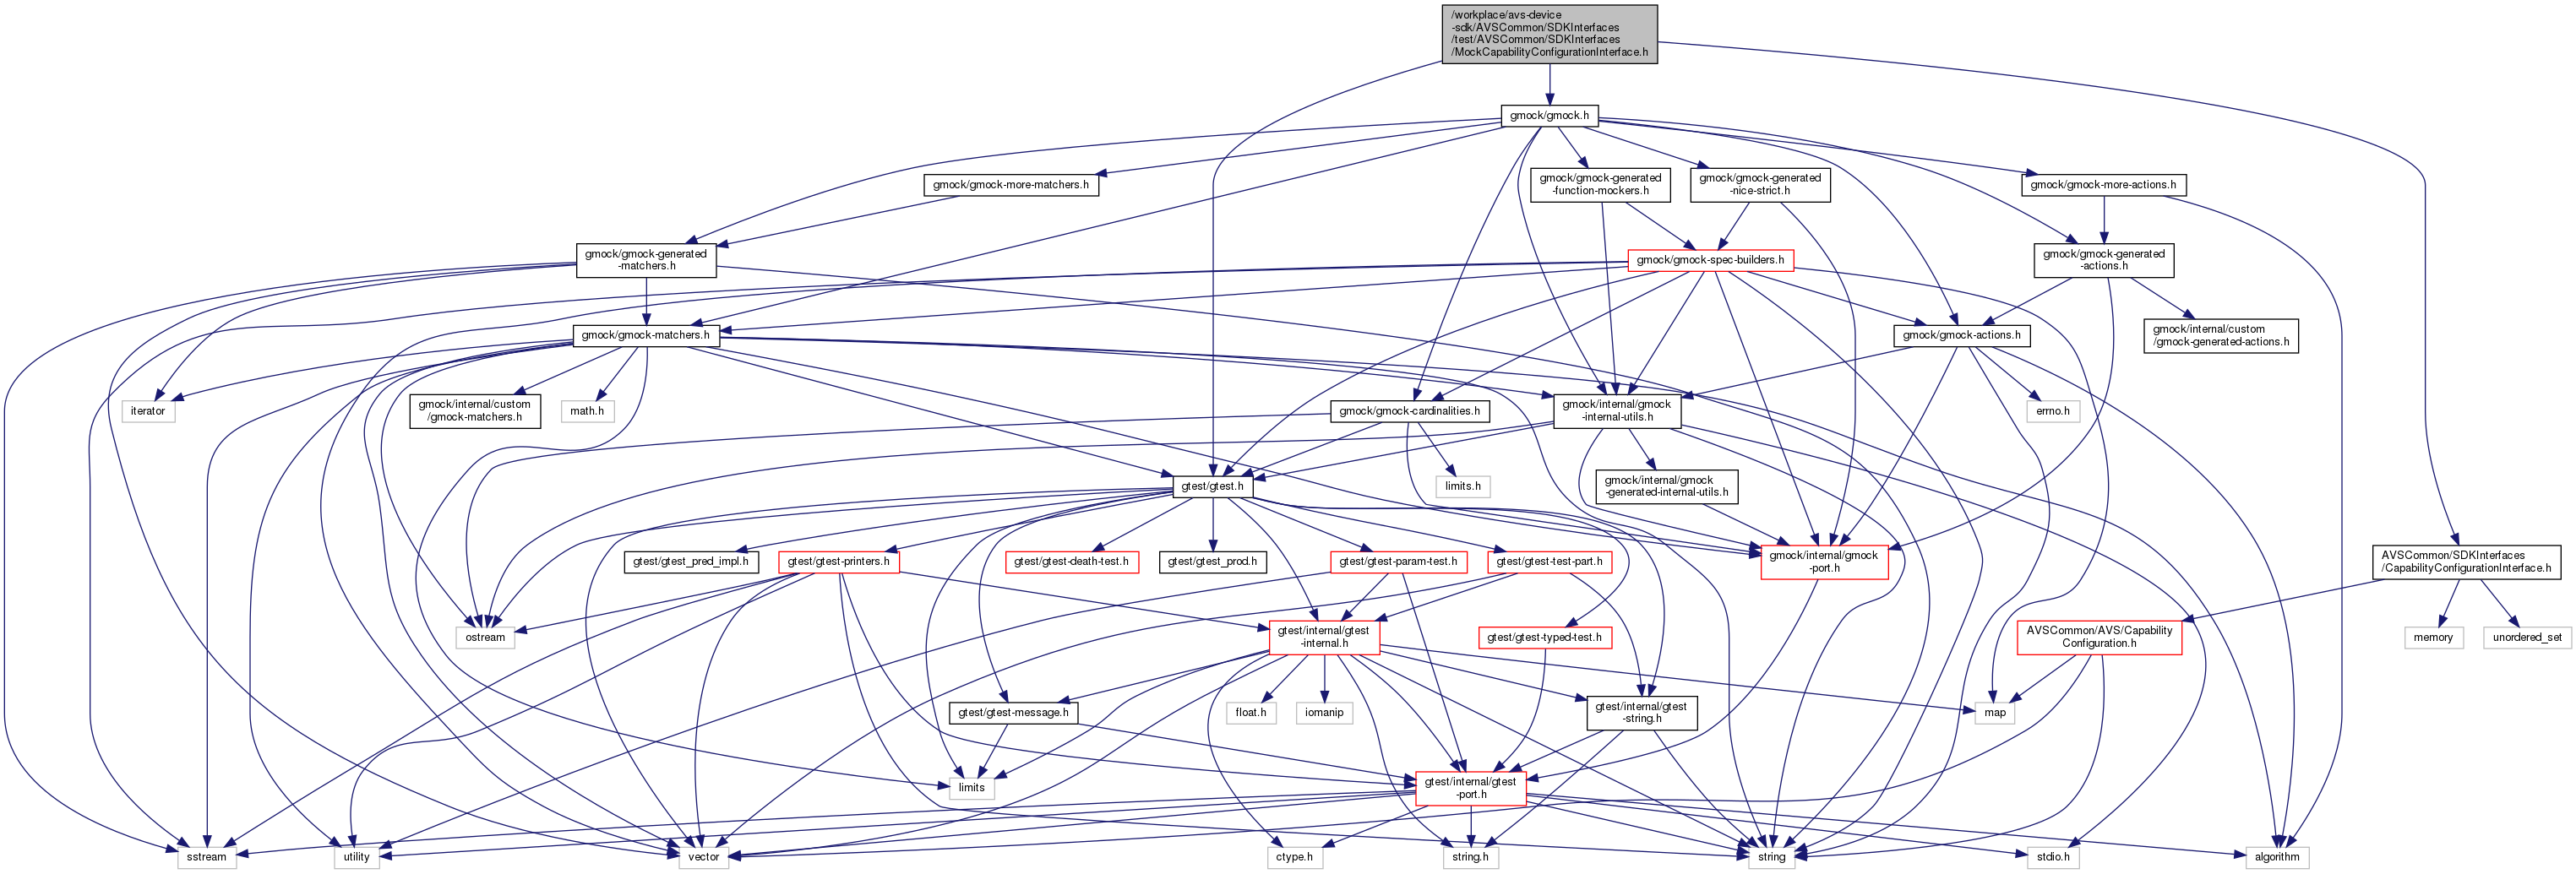 /workplace/avs-device
-sdk/AVSCommon/SDKInterfaces
/test/AVSCommon/SDKInterfaces
/MockCapabilityConfigurationInterface.h
gmock/gmock.h
gmock/gmock-more-matchers.h
gmock/gmock-generated
-function-mockers.h
gmock/gmock-generated
-nice-strict.h
gmock/gmock-more-actions.h
gmock/gmock-generated
-matchers.h
gmock/gmock-spec-builders.h
gmock/gmock-generated
-actions.h
gmock/gmock-matchers.h
gmock/gmock-actions.h
gmock/internal/custom
/gmock-generated-actions.h
iterator
gmock/internal/custom
/gmock-matchers.h
math.h
gmock/gmock-cardinalities.h
gmock/internal/gmock
-internal-utils.h
errno.h
gtest/gtest.h
limits.h
gmock/internal/gmock
-generated-internal-utils.h
gtest/gtest_pred_impl.h
gtest/gtest-printers.h
gtest/gtest-death-test.h
gtest/gtest_prod.h
gtest/gtest-param-test.h
gtest/gtest-test-part.h
gmock/internal/gmock
-port.h
AVSCommon/SDKInterfaces
/CapabilityConfigurationInterface.h
ostream
gtest/internal/gtest
-internal.h
gtest/gtest-typed-test.h
AVSCommon/AVS/Capability
Configuration.h
memory
unordered_set
gtest/gtest-message.h
float.h
iomanip
gtest/internal/gtest
-string.h
map
limits
gtest/internal/gtest
-port.h
sstream
utility
vector
ctype.h
string.h
string
stdio.h
algorithm